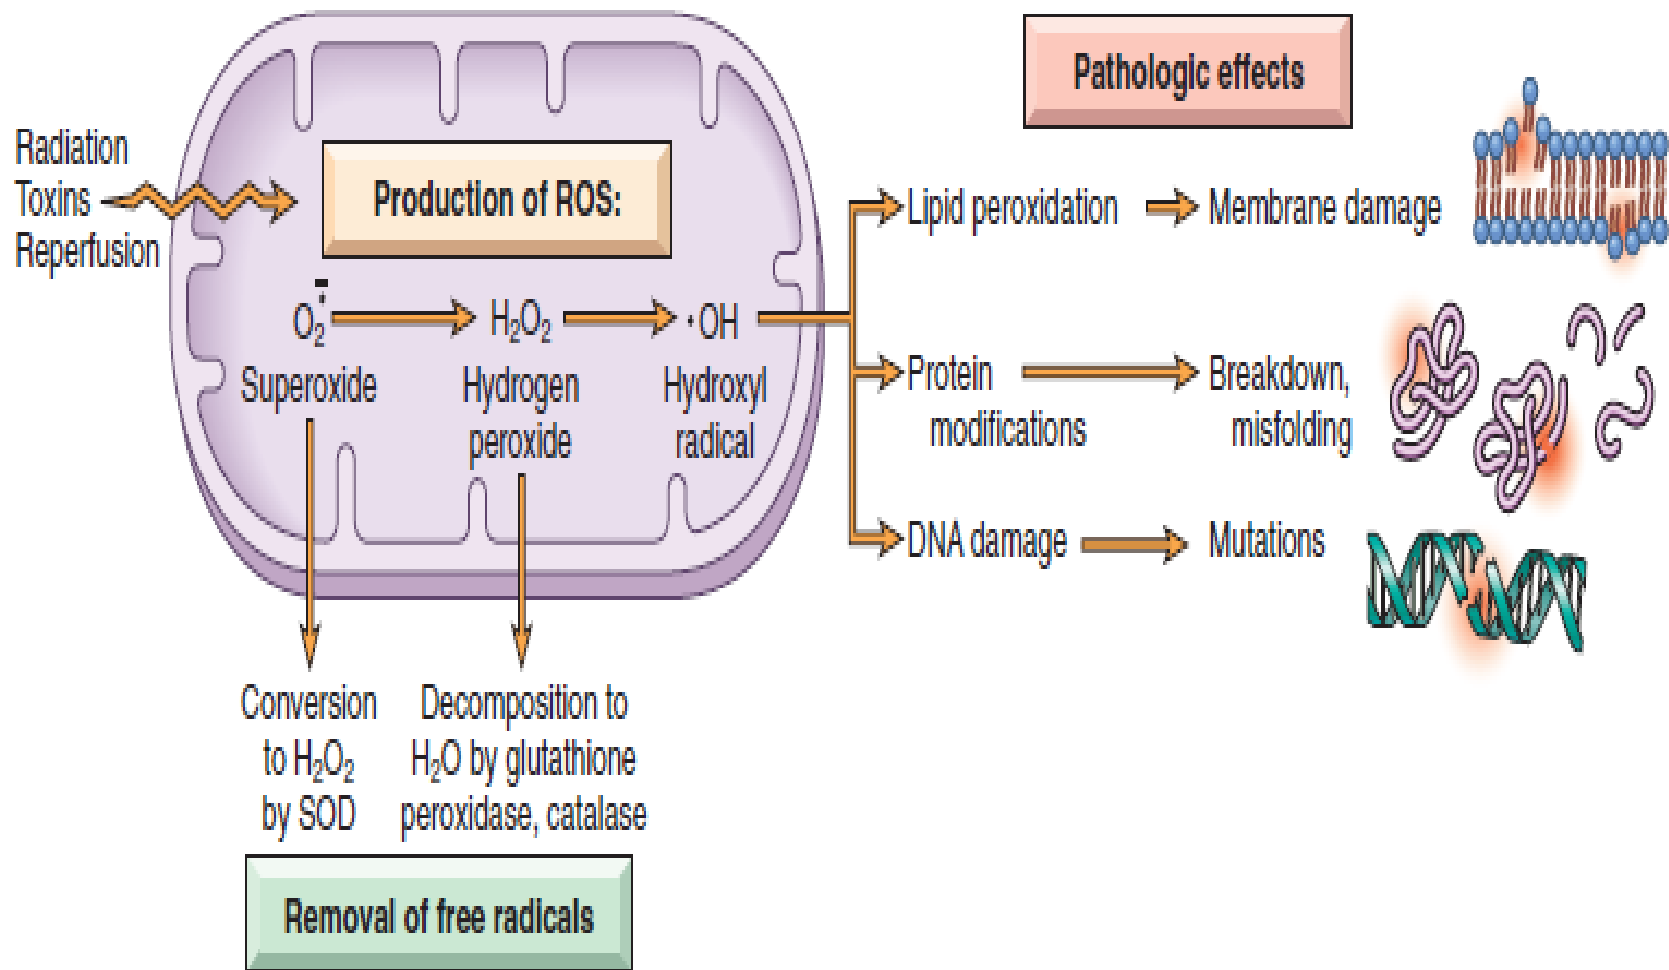 Pathologic effects
Radiation
Toxins
Reperfusion
Production of ROS:
O₂•̄
H₂O₂
·OH
Superoxide
Hydrogen
peroxide
Hydroxyl
radical
Lipid peroxidation
Membrane damage
Protein
modifications
Breakdown,
misfolding
DNA damage
Mutations
Conversion
to H₂O₂
by SOD
Decomposition to
H₂O by glutathione
peroxidase, catalase
Removal of free radicals